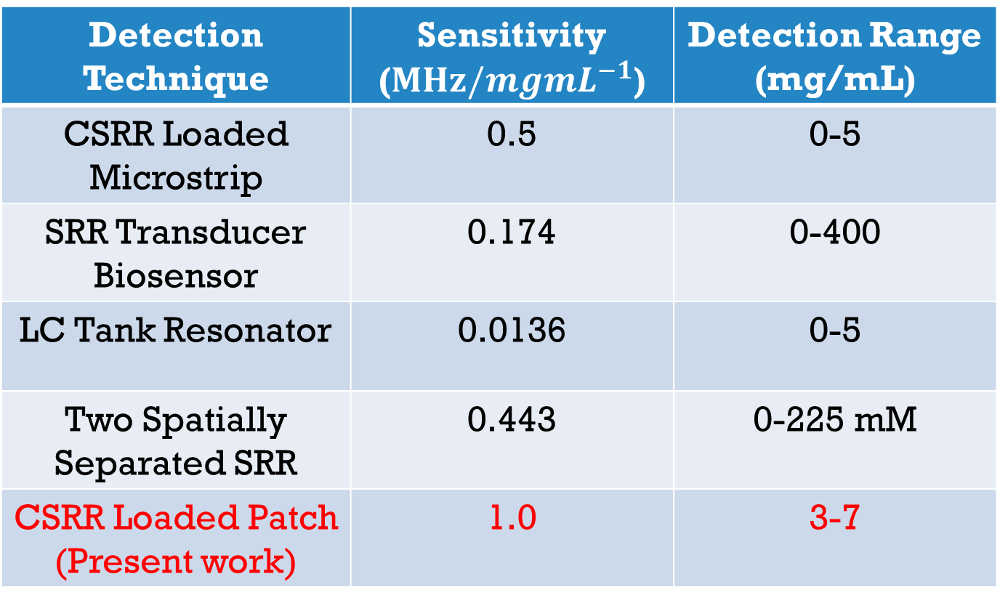 Detection
Technique
Sensitivity
(MHz/mgmL⁻¹)
Detection Range
(mg/mL)
CSRR Loaded
Microstrip
0.5
0-5
SRR Transducer
Biosensor
0.174
0-400
LC Tank Resonator
0.0136
0-5
Two Spatially
Separated SRR
0.443
0-225 mM
CSRR Loaded Patch
(Present work)
1.0
3-7